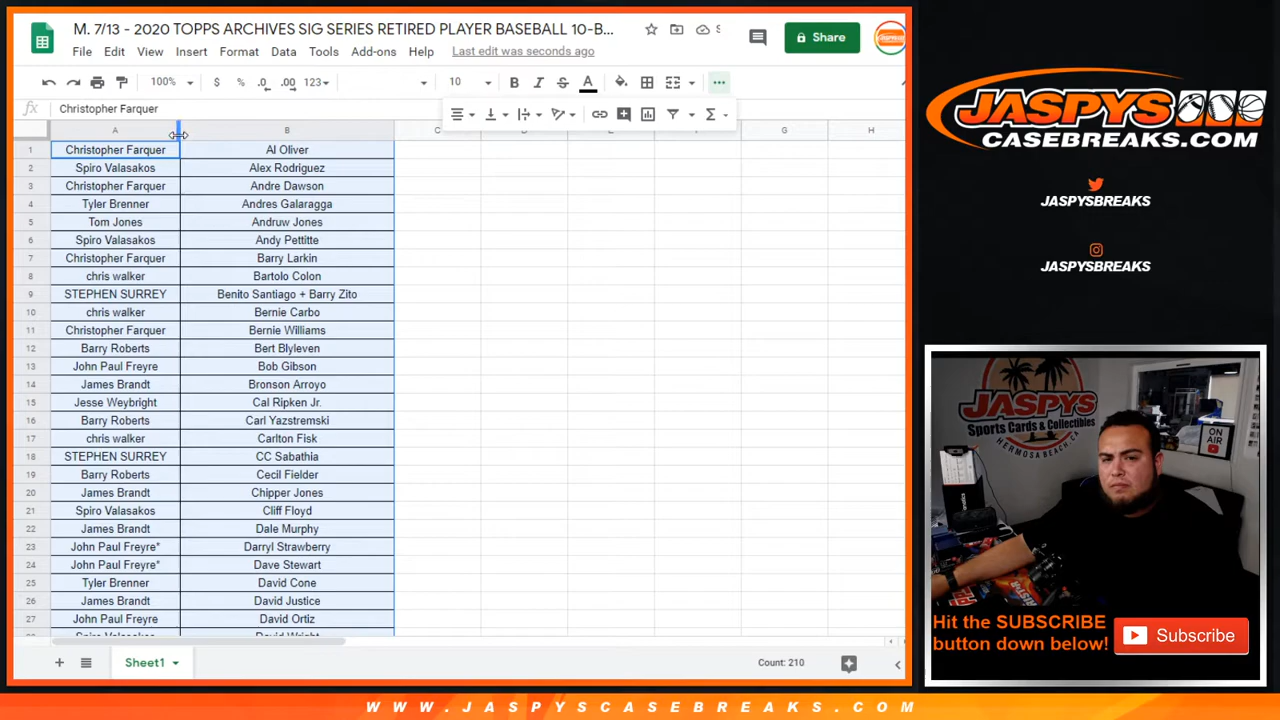 M. 7/13 - 2020 TOPPS ARCHIVES SIG SERIES RETIRED PLAYER BASEBALL 10-B...
File Edit View Insert Format Data Tools Add-ons Help Last edit was seconds ago
Share
100% $ % .0 .00 123 10 B I S A
fx Christopher Farquer
A B C G H
1 Christopher Farquer Al Oliver
2 Spiro Valasakos Alex Rodriguez
3 Christopher Farquer Andre Dawson
4 Tyler Brenner Andres Galaragga
5 Tom Jones Andruw Jones
6 Spiro Valasakos Andy Pettitte
7 Christopher Farquer Barry Larkin
8 chris walker Bartolo Colon
9 STEPHEN SURREY Benito Santiago + Barry Zito
10 chris walker Bernie Carbo
11 Christopher Farquer Bernie Williams
12 Barry Roberts Bert Blyleven
13 John Paul Freyre Bob Gibson
14 James Brandt Bronson Arroyo
15 Jesse Weybright Cal Ripken Jr.
16 Barry Roberts Carl Yazstremski
17 chris walker Carlton Fisk
18 STEPHEN SURREY CC Sabathia
19 Barry Roberts Cecil Fielder
20 James Brandt Chipper Jones
21 Spiro Valasakos Cliff Floyd
22 James Brandt Dale Murphy
23 John Paul Freyre* Darryl Strawberry
24 John Paul Freyre* Dave Stewart
25 Tyler Brenner David Cone
26 James Brandt David Justice
27 John Paul Freyre David Ortiz
Spiro Valasakos David Wright
Sheet1
Count: 210
JASPYS
CASEBREAKS.COM
JASPYSBREAKS
JASPYSBREAKS
JASPYS
Sports Cards & Collectibles
HERMOSA BEACH, CA
ON AIR
Hit the SUBSCRIBE
button down below!
Subscribe
WWW.JASPYSCASEBREAKS.COM